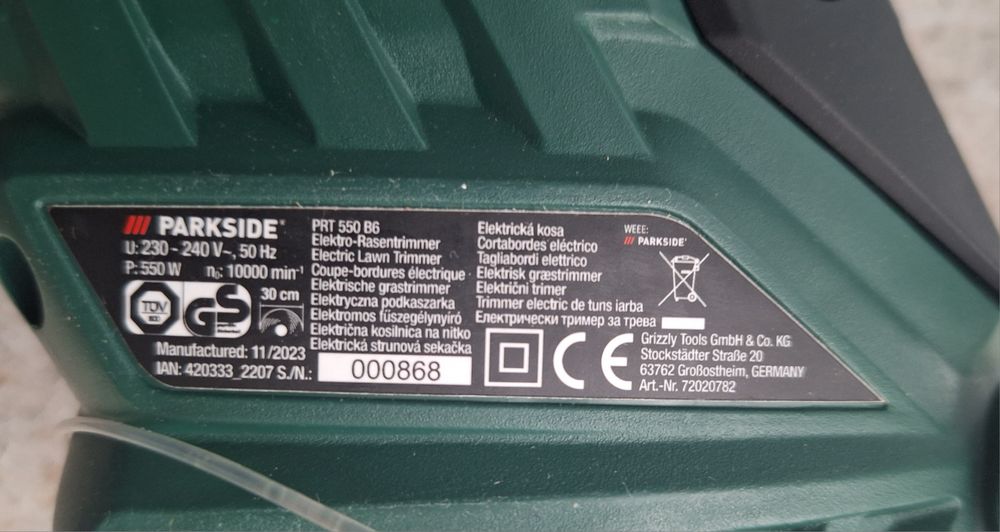 PARKSIDE®
U: 230 - 240 V~, 50 Hz
P: 550 W n₀: 10000 min⁻¹
TÜV
GS
30 cm
Manufactured: 11/2023
IAN: 420333_2207 S./N.:
000868
PRT 550 B6
Elektro-Rasentrimmer
Electric Lawn Trimmer
Coupe-bordures électrique
Elektrische grastrimmer
Elektryczna podkaszarka
Elektromos fűszegélynyíró
Električna kosilnica na nitko
Elektrická strunová sekačka
Elektrická kosa
Cortabordes eléctrico
Tagliabordi elettrico
Elektrisk græstrimmer
Električni trimer
Trimmer electric de tuns iarba
Електрически тример за трева
WEEE:
PARKSIDE®
CE
Grizzly Tools GmbH & Co. KG
Stockstädter Straße 20
63762 Großostheim, GERMANY
Art.-Nr. 72020782